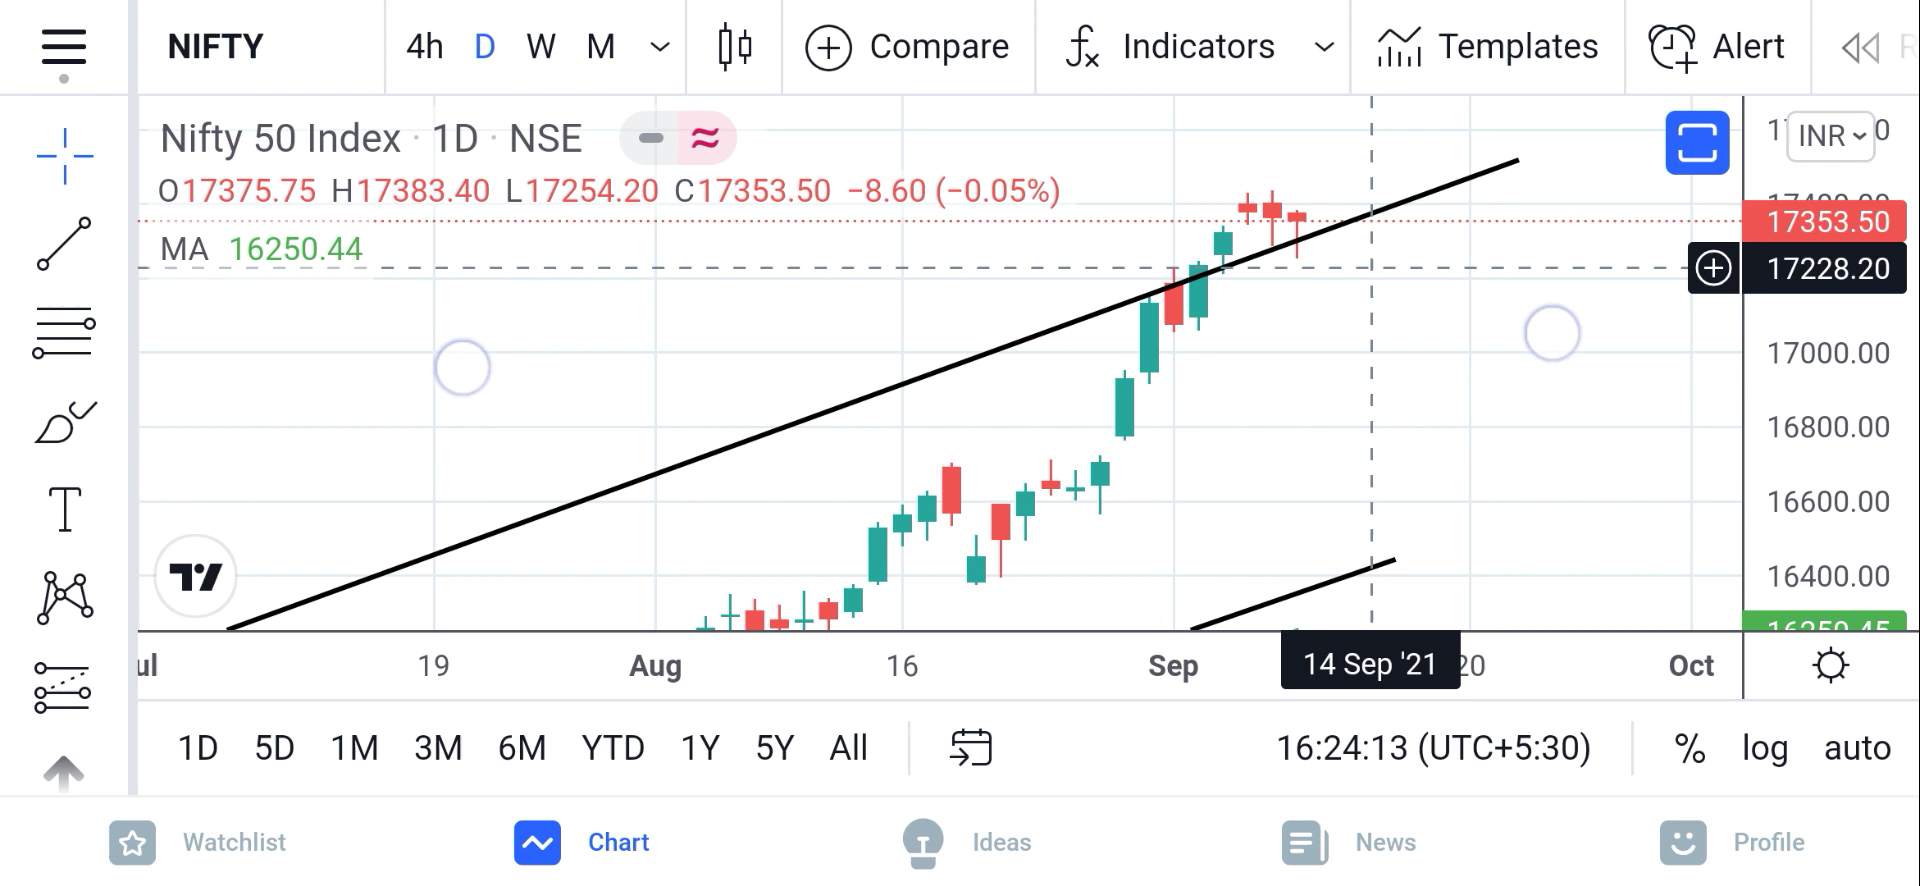 NIFTY 4h D W M Compare Indicators Templates Alert R
Nifty 50 Index · 1D · NSE
INR
O17375.75 H17383.40 L17254.20 C17353.50 −8.60 (−0.05%)
17353.50
MA 16250.44
17228.20
17000.00
16800.00
16600.00
16400.00
16250.45
19 Aug 16 Sep 14 Sep '21 20 Oct
1D 5D 1M 3M 6M YTD 1Y 5Y All 16:24:13 (UTC+5:30) % log auto
Watchlist Chart Ideas News Profile